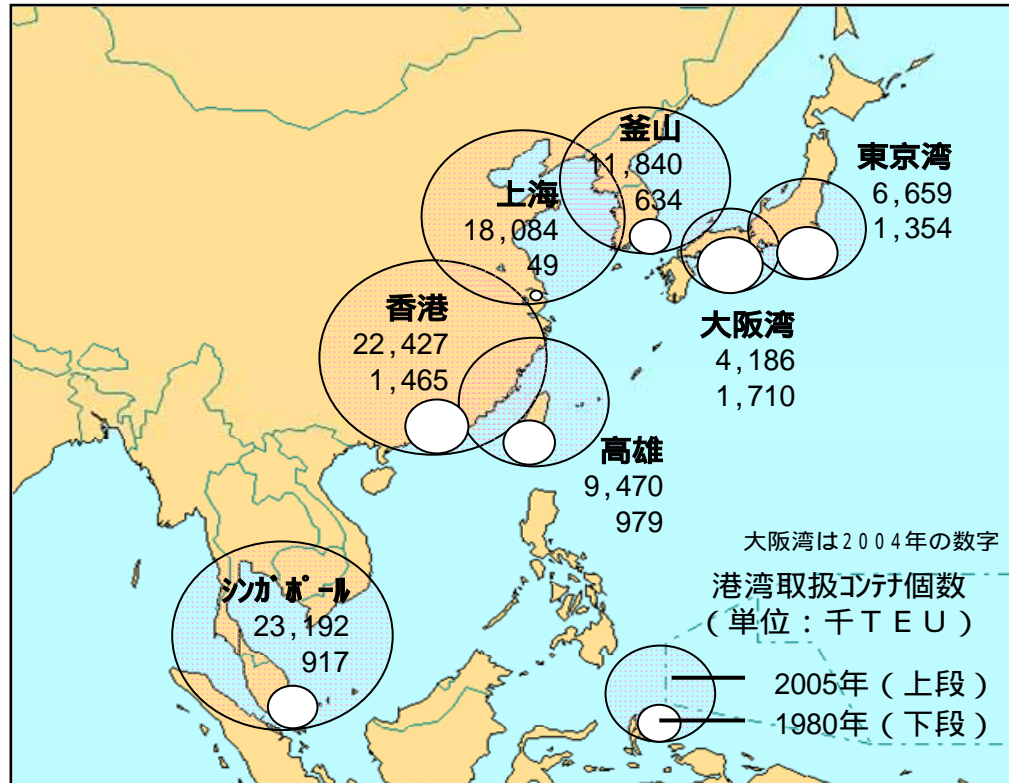 釜山
11,840
634
東京湾
6,659
1,354
上海
18,084
49
大阪湾
4,186
1,710
香港
22,427
1,465
高雄
9,470
979
シンガポール
23,192
917
大阪湾は2004年の数字
港湾取扱コンテナ個数
(単位:千TEU)
2005年(上段)
1980年(下段)